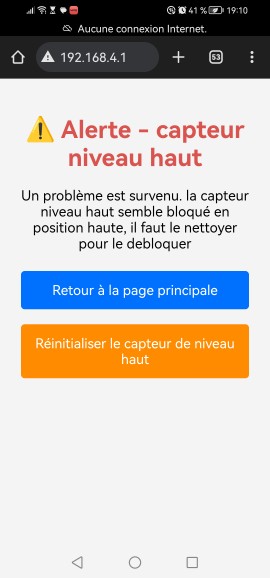 41 % 19:10
Aucune connexion Internet.
192.168.4.1
53
Alerte - capteur
niveau haut
Un problème est survenu. la capteur
niveau haut semble bloqué en
position haute, il faut le nettoyer
pour le debloquer
Retour à la page principale
Réinitialiser le capteur de niveau
haut